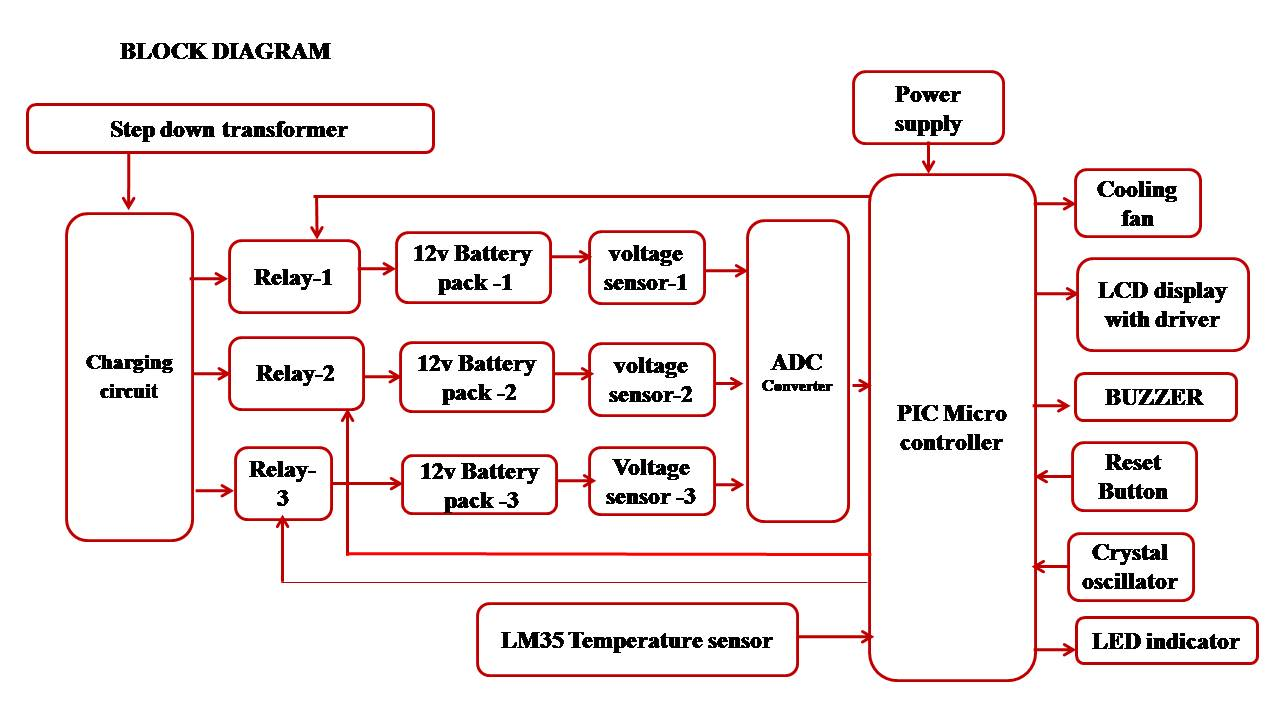 BLOCK DIAGRAM
Step down transformer
Power
supply
Charging
circuit
Relay-1
12v Battery
pack -1
voltage
sensor-1
Relay-2
12v Battery
pack -2
voltage
sensor-2
Relay-
3
12v Battery
pack -3
Voltage
sensor -3
ADC
Converter
PIC Micro
controller
LM35 Temperature sensor
Cooling
fan
LCD display
with driver
BUZZER
Reset
Button
Crystal
oscillator
LED indicator